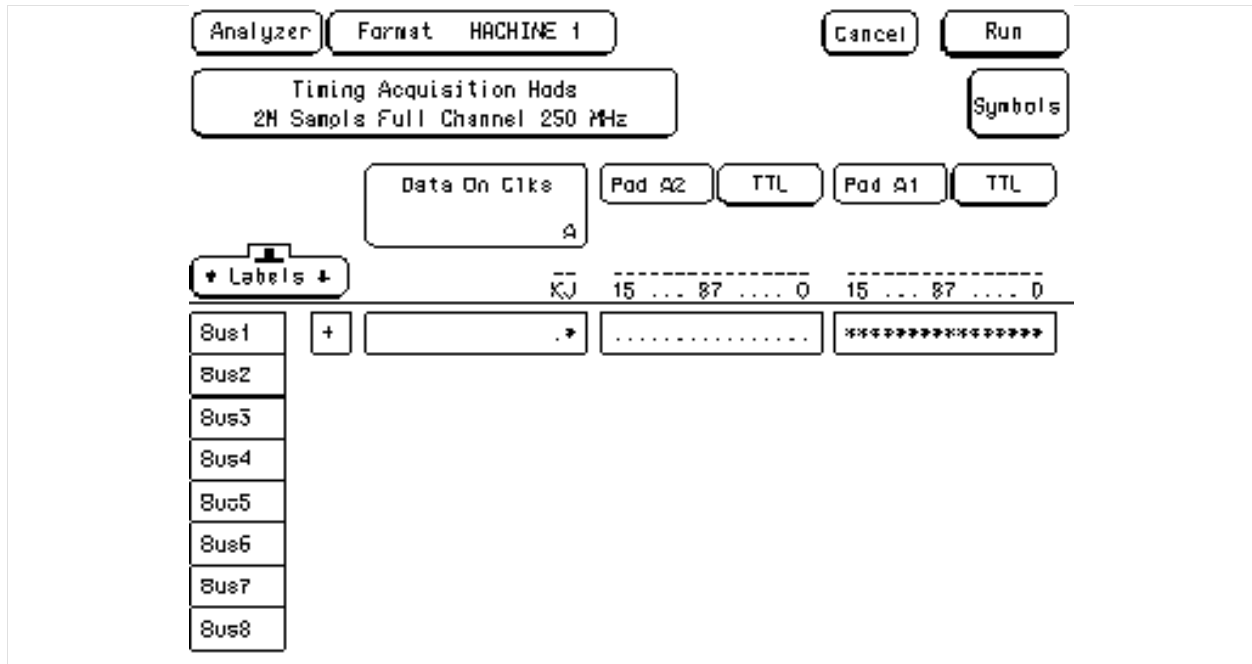 Analyzer Format MACHINE 1 Cancel Run
Timing Acquisition Mode
2M Sample Full Channel 250 MHz
Symbols
Data On Clks Pod A2 TTL Pod A1 TTL
A
↑ Labels ↓ KJ 15 ... 87 .... 0 15 ... 87 .... 0
Bus1 + .* ................ ****************
Bus2
Bus3
Bus4
Bus5
Bus6
Bus7
Bus8